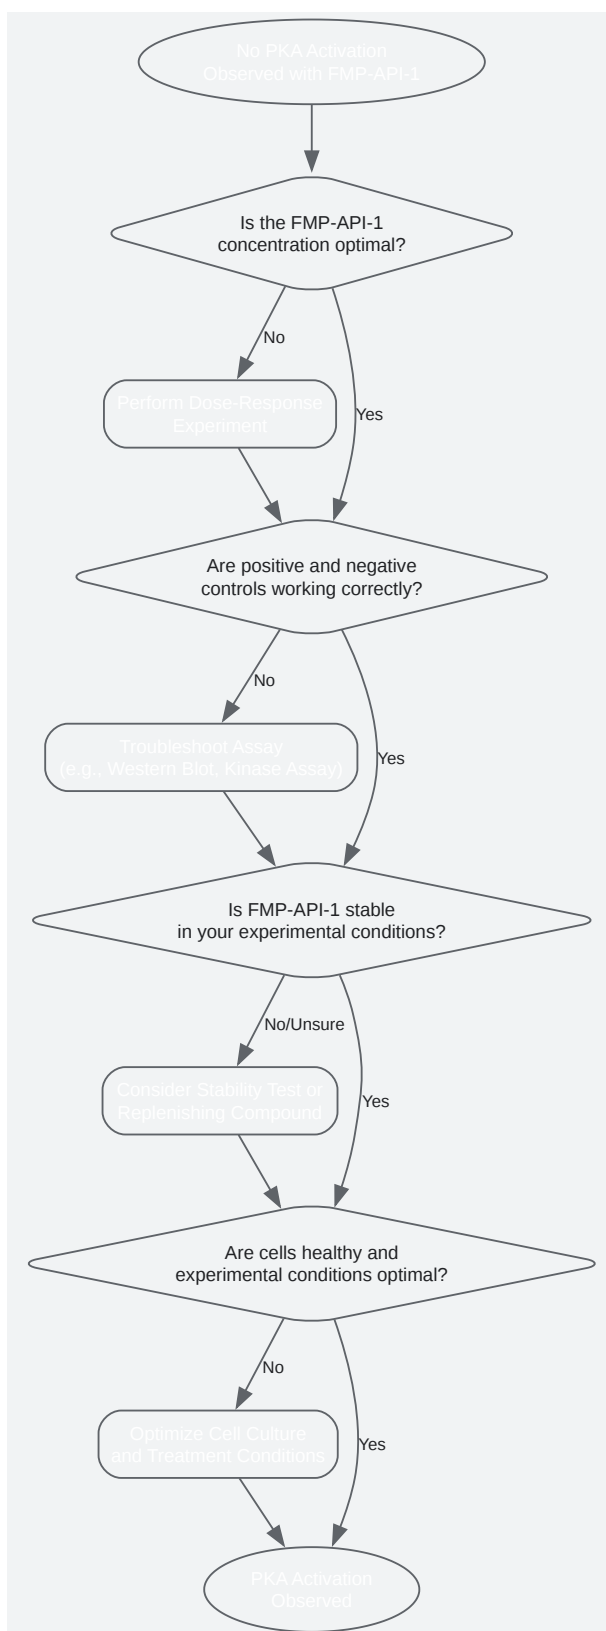 No PKA Activation
Observed with FMP-API-1
Is the FMP-API-1
concentration optimal?
No
Perform Dose-Response
Experiment
Yes
Are positive and negative
controls working correctly?
No
Troubleshoot Assay
(e.g., Western Blot, Kinase Assay)
Yes
Is FMP-API-1 stable
in your experimental conditions?
No/Unsure
Consider Stability Test or
Replenishing Compound
Yes
Are cells healthy and
experimental conditions optimal?
No
Optimize Cell Culture
and Treatment Conditions
Yes
PKA Activation
Observed